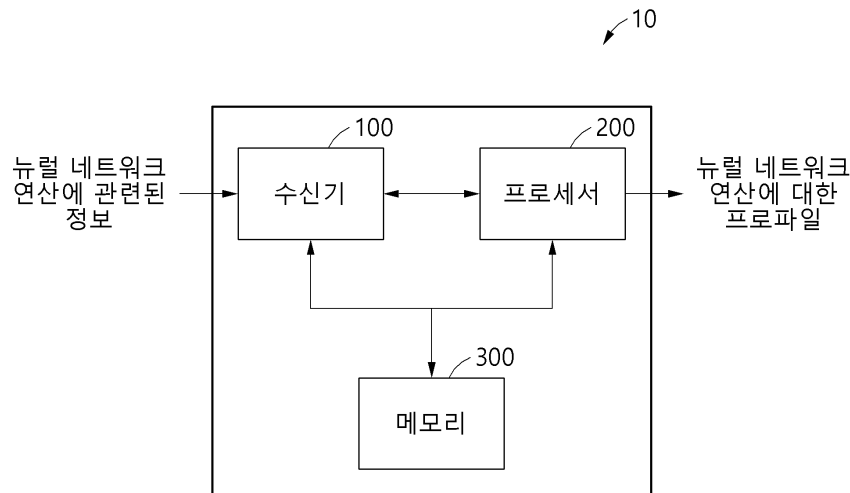 10
100
200
뉴럴 네트워크
연산에 관련된
정보
수신기
프로세서
뉴럴 네트워크
연산에 대한
프로파일
300
메모리